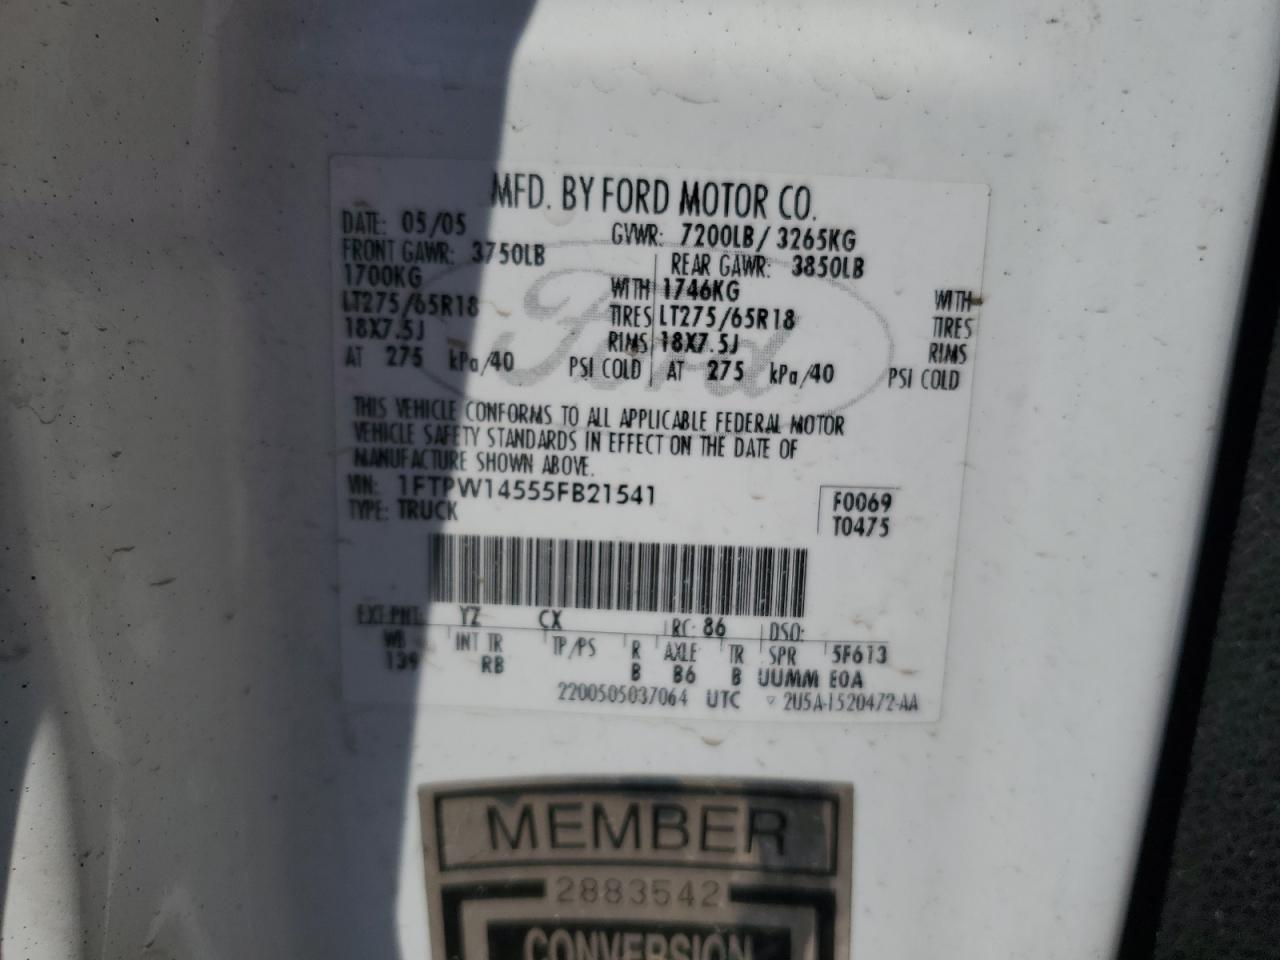 MFD. BY FORD MOTOR CO.
DATE: 05/05 GVWR: 7200LB / 3265KG
FRONT GAWR: 3750LB REAR GAWR: 3850LB
1700KG WITH 1746KG WITH
LT275/65R18 TIRES LT275/65R18 TIRES
18X7.5J RIMS 18X7.5J RIMS
AT 275 kPa/40 PSI COLD AT 275 kPa/40 PSI COLD
Ford
THIS VEHICLE CONFORMS TO ALL APPLICABLE FEDERAL MOTOR
VEHICLE SAFETY STANDARDS IN EFFECT ON THE DATE OF
MANUFACTURE SHOWN ABOVE.
VIN: 1FTPW14555FB21541 F0069
TYPE: TRUCK T0475
EXT PNT: YZ CX RC: 86 DSO:
WB INT TR TP/PS R AXLE TR SPR 5F613
139 RB B B6 B UUMM E0A
2200505037064 UTC ▽ 2U5A-1520472-AA
MEMBER
2883542
CONVERSION